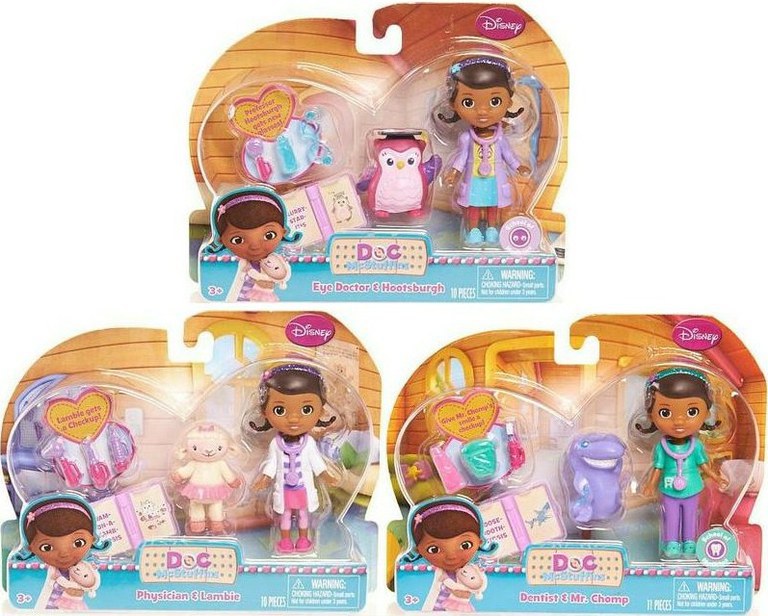 Disney
Professor
Hootsburgh
gets new
glasses!
DOC
McStuffins
Eye Doctor & Hootsburgh
3+
10 PIECES
WARNING:
CHOKING HAZARD-Small parts.
Not for children under 3 years.
Disney
Lambie gets
a Checkup!
DOC
McStuffins
Physician & Lambie
3+
10 PIECES
WARNING:
CHOKING HAZARD-Small parts.
Not for children under 3 years.
Disney
Give Mr. Chomp's
smile a
checkup!
School of
DOC
McStuffins
Dentist & Mr. Chomp
3+
11 PIECES
WARNING:
CHOKING HAZARD-Small parts.
Not for children under 3 years.